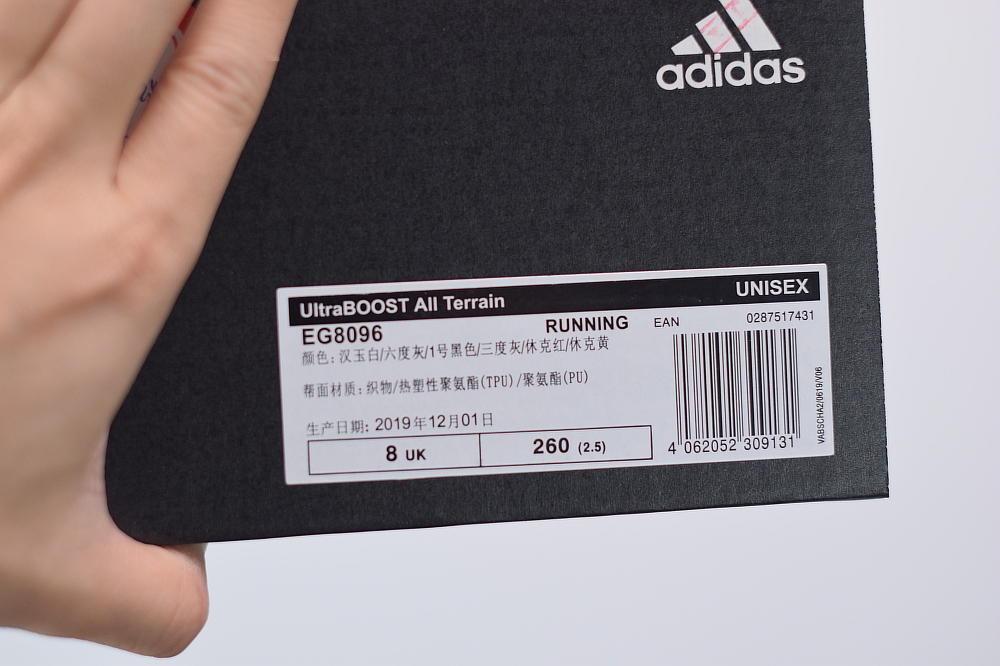 adidas
UltraBOOST All Terrain UNISEX
EG8096 RUNNING EAN 0287517431
颜色: 汉玉白/六度灰/1号黑色/三度灰/休克红/休克黄
帮面材质: 织物/热塑性聚氨酯(TPU)/聚氨酯(PU)
生产日期: 2019年12月01日
8 UK 260 (2.5)
4 062052 309131
VABSCHA2/0619/V06